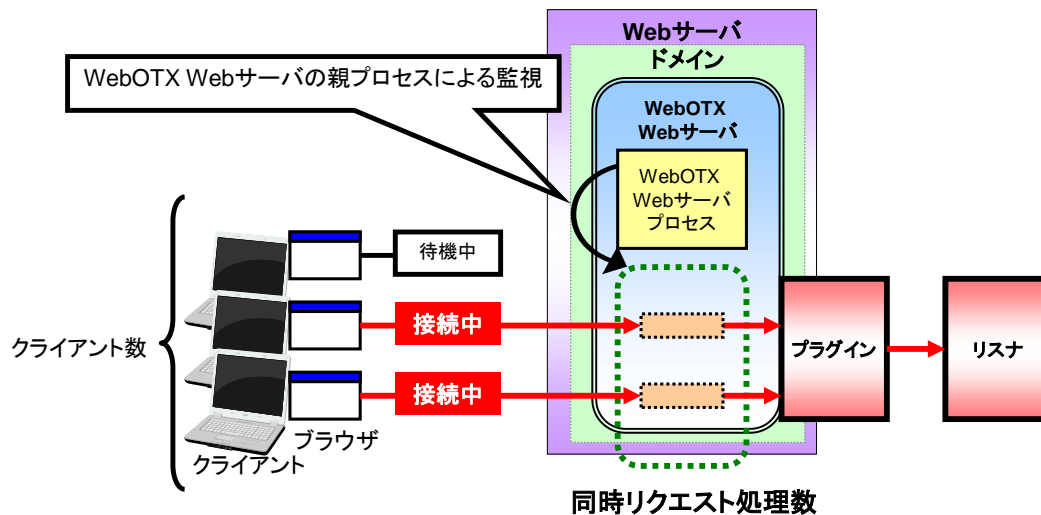 Webサーバ
ドメイン
WebOTX Webサーバの親プロセスによる監視
WebOTX
Webサーバ
WebOTX
Webサーバ
プロセス
待機中
接続中
クライアント数
プラグイン
リスナ
接続中
ブラウザ
クライアント
同時リクエスト処理数